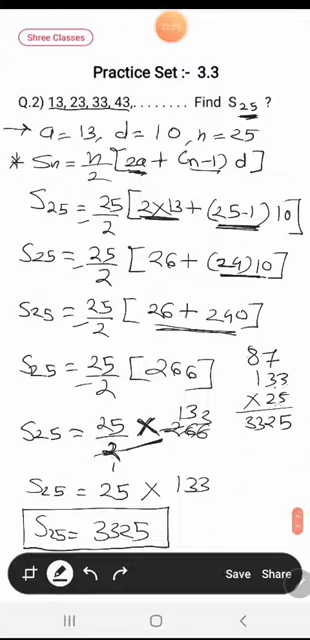 Shree Classes
Practice Set :- 3.3
Q.2) 13, 23, 33, 43,........ Find S 25 ?
→ a = 13, d = 10, n = 25
* Sn = n/2 [2a + (n-1) d]
S25 = 25/2 [2×13 + (25-1) 10]
S25 = 25/2 [26 + (24)10]
S25 = 25/2 [26 + 240]
S25 = 25/2 [266]
87
133
× 25
3325
133
S25 = 25/2 × 266
1
S25 = 25 × 133
S25 = 3325
Save Share